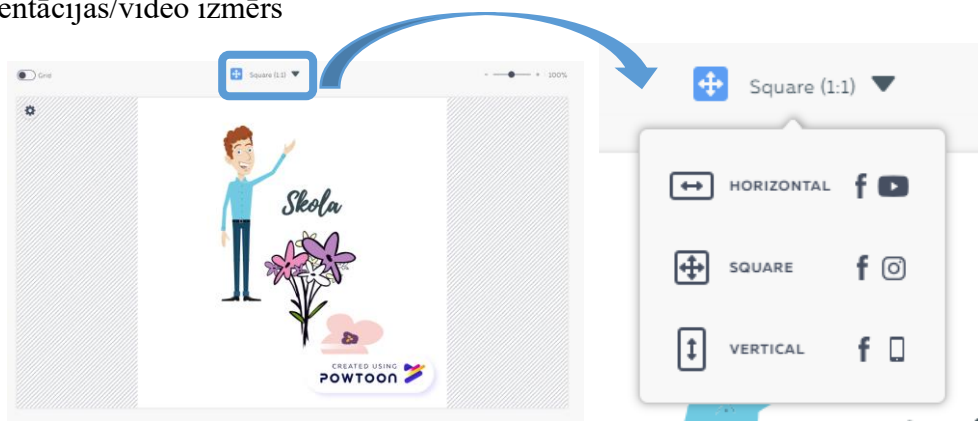 entācijas/video izmērs
Grid
Square (1:1)
- + 100%
Skola
CREATED USING
POWTOON
Square (1:1)
HORIZONTAL
SQUARE
VERTICAL